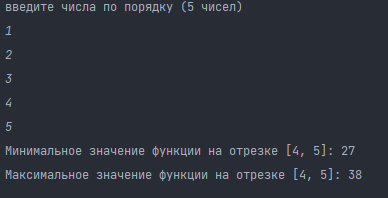 введите числа по порядку (5 чисел)
1
2
3
4
5
Минимальное значение функции на отрезке [4, 5]: 27
Максимальное значение функции на отрезке [4, 5]: 38